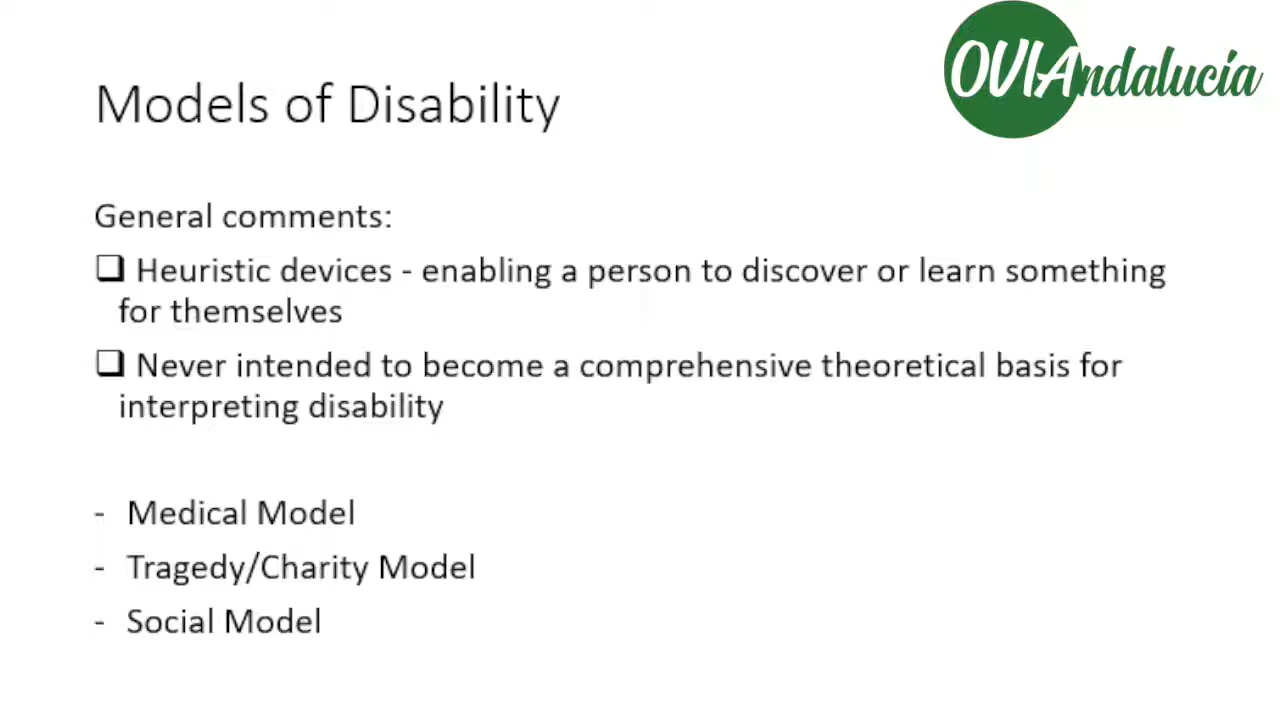 OVIAndalucía
Models of Disability
General comments:
❑ Heuristic devices - enabling a person to discover or learn something
for themselves
❑ Never intended to become a comprehensive theoretical basis for
interpreting disability
- Medical Model
- Tragedy/Charity Model
- Social Model